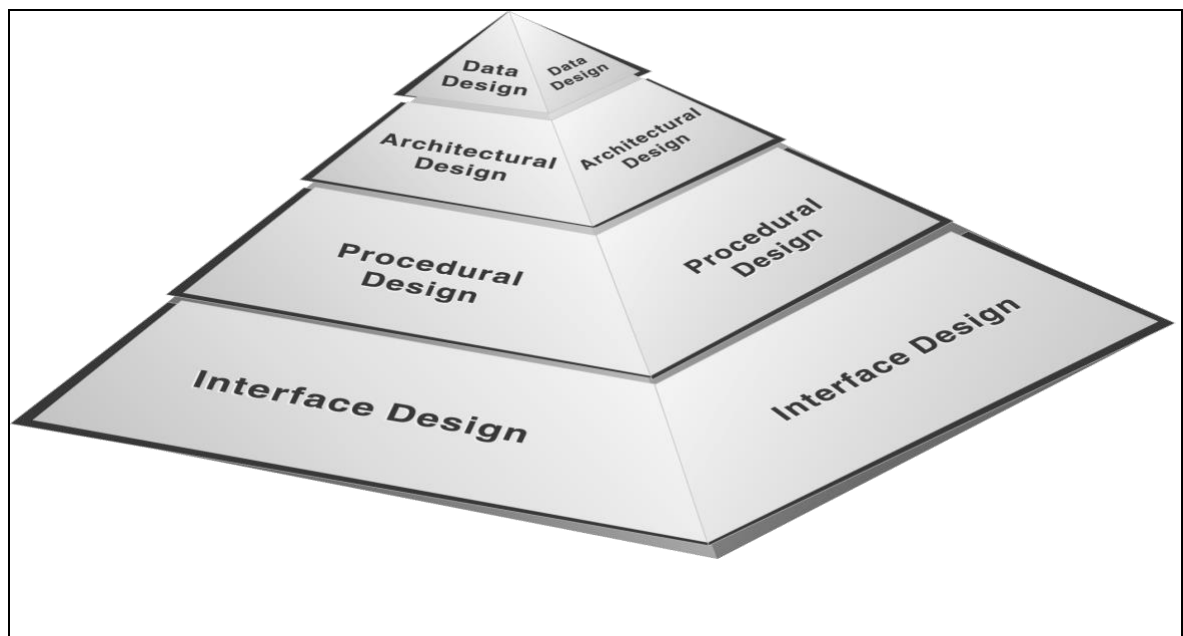 Data
Design
Data
Design
Architectural
Design
Architectural
Design
Procedural
Design
Procedural
Design
Interface Design
Interface Design